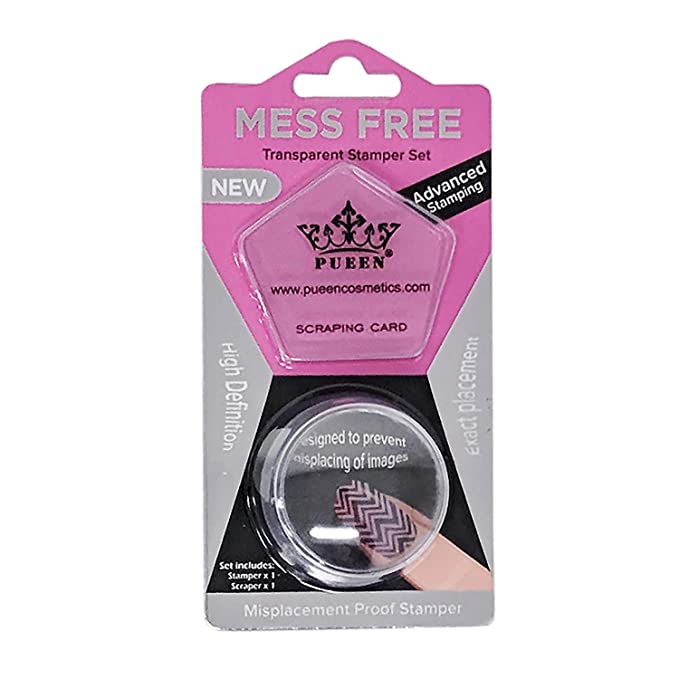 MESS FREE
Transparent Stamper Set
NEW
Advanced
Stamping
PUEEN®
www.pueencosmetics.com
SCRAPING CARD
High Definition
Exact placement
esigned to prevent
isplacing of images
Set includes:
Stamper x 1
Scraper x 1
Misplacement Proof Stamper